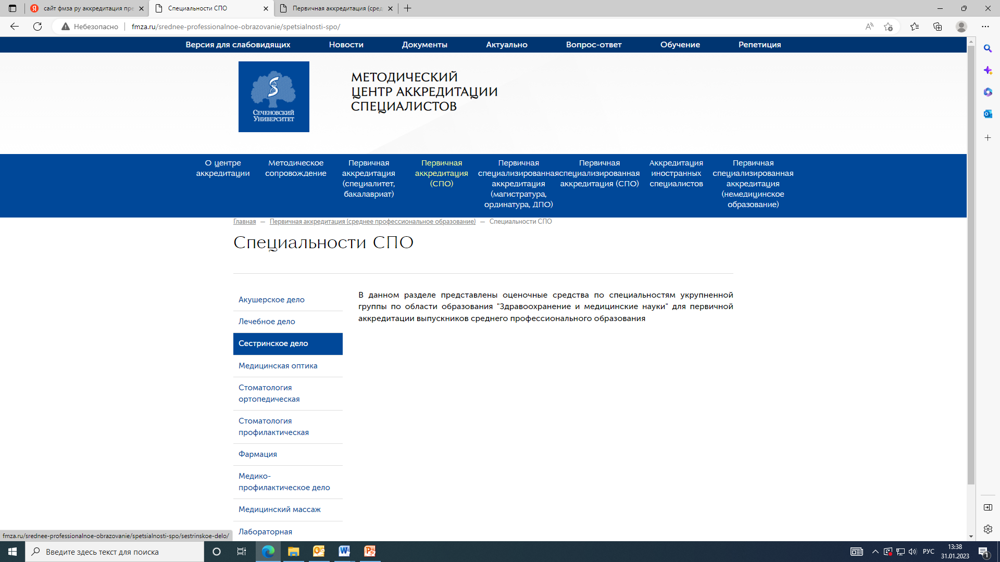 сайт фмза ру аккредитация пре
Специальности СПО
Первичная аккредитация (сред
Небезопасно
fmza.ru/srednee-professionalnoe-obrazovanie/spetsialnosti-spo/
Версия для слабовидящих Новости Документы Актуально Вопрос-ответ Обучение Репетиция
СЕЧЕНОВСКИЙ
УНИВЕРСИТЕТ
МЕТОДИЧЕСКИЙ
ЦЕНТР АККРЕДИТАЦИИ
СПЕЦИАЛИСТОВ
О центре
аккредитации
Методическое
сопровождение
Первичная
аккредитация
(специалитет,
бакалавриат)
Первичная
аккредитация
(СПО)
Первичная
специализированная
аккредитация
(магистратура,
ординатура, ДПО)
Первичная
специализированная
аккредитация (СПО)
Аккредитация
иностранных
специалистов
Первичная
специализированная
аккредитация
(немедицинское
образование)
Главная — Первичная аккредитация (среднее профессиональное образование) — Специальности СПО
Специальности СПО
Акушерское дело
Лечебное дело
Сестринское дело
Медицинская оптика
Стоматология
ортопедическая
Стоматология
профилактическая
Фармация
Медико-
профилактическое дело
Медицинский массаж
Лабораторная
В данном разделе представлены оценочные средства по специальностям укрупненной
группы по области образования "Здравоохранение и медицинские науки" для первичной
аккредитации выпускников среднего профессионального образования
fmza.ru/srednee-professionalnoe-obrazovanie/spetsialnosti-spo/sestrinskoe-delo/
Введите здесь текст для поиска
РУС
13:38
31.01.2023
1